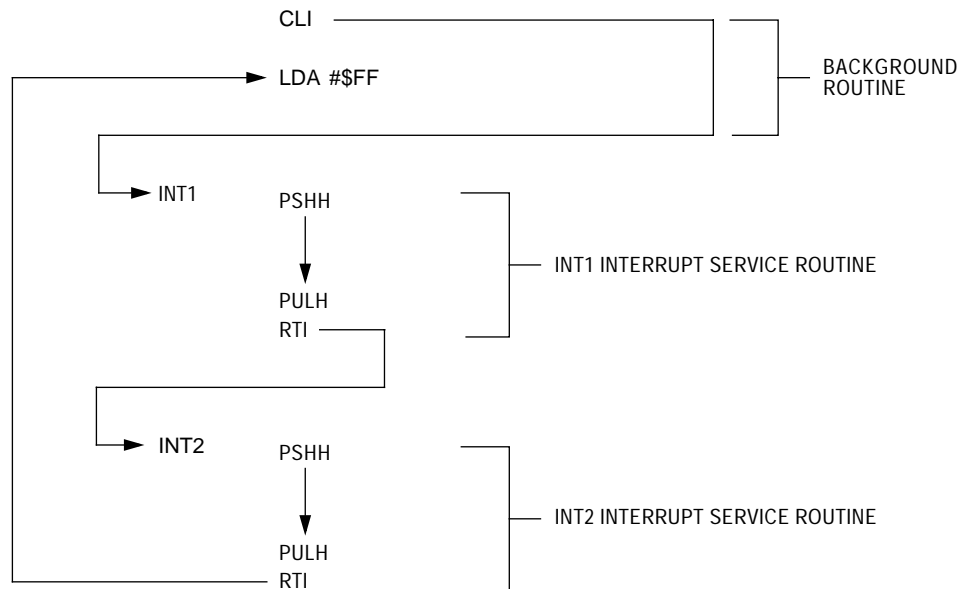 CLI
LDA #$FF
BACKGROUND
ROUTINE
INT1
PSHH
INT1 INTERRUPT SERVICE ROUTINE
PULH
RTI
INT2
PSHH
INT2 INTERRUPT SERVICE ROUTINE
PULH
RTI